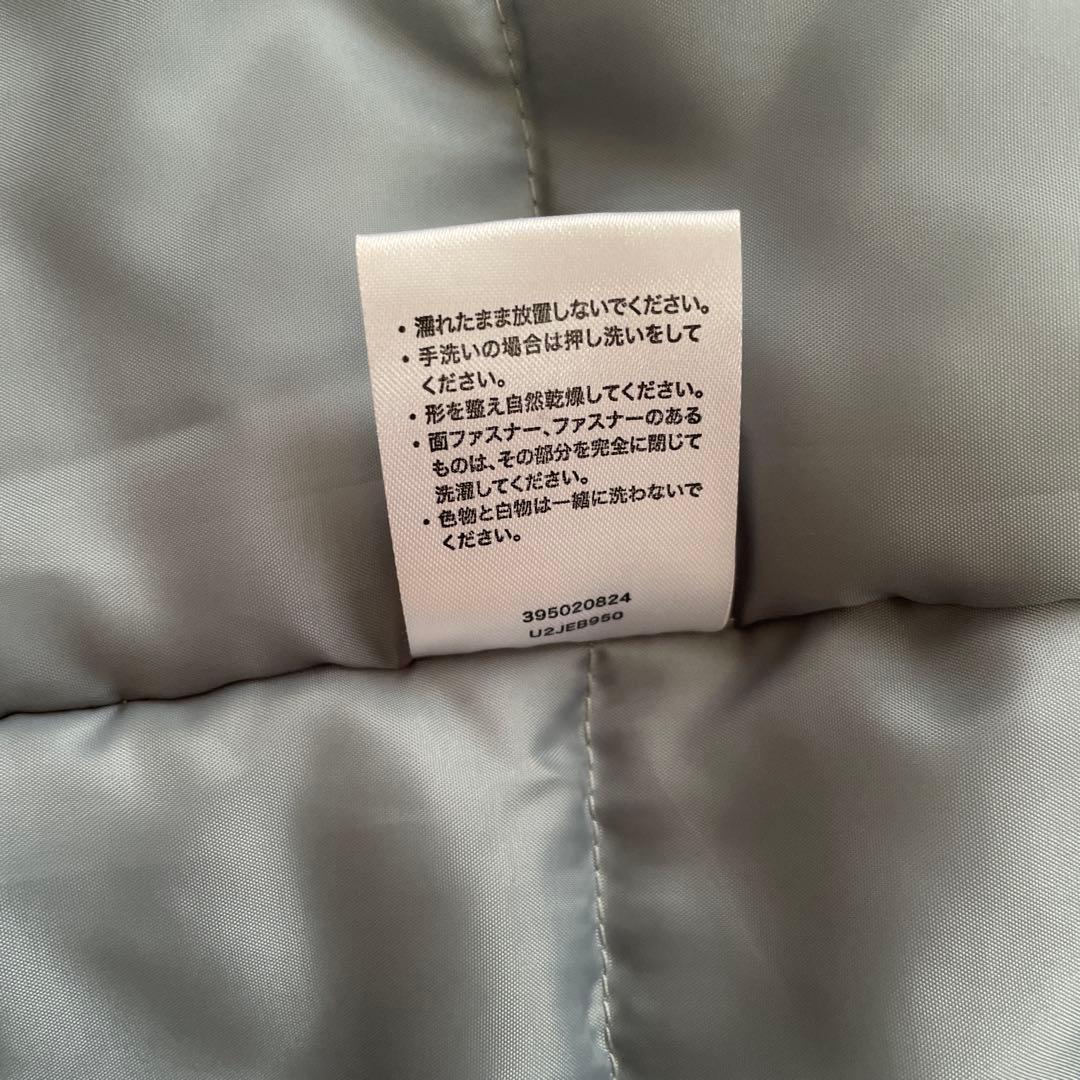 ・濡れたまま放置しないでください。
・手洗いの場合は押し洗いをして
ください。
・形を整え自然乾燥してください。
・面ファスナー、ファスナーのある
ものは、その部分を完全に閉じて
洗濯してください。
・色物と白物は一緒に洗わないで
ください。
395020824
U2JEB950